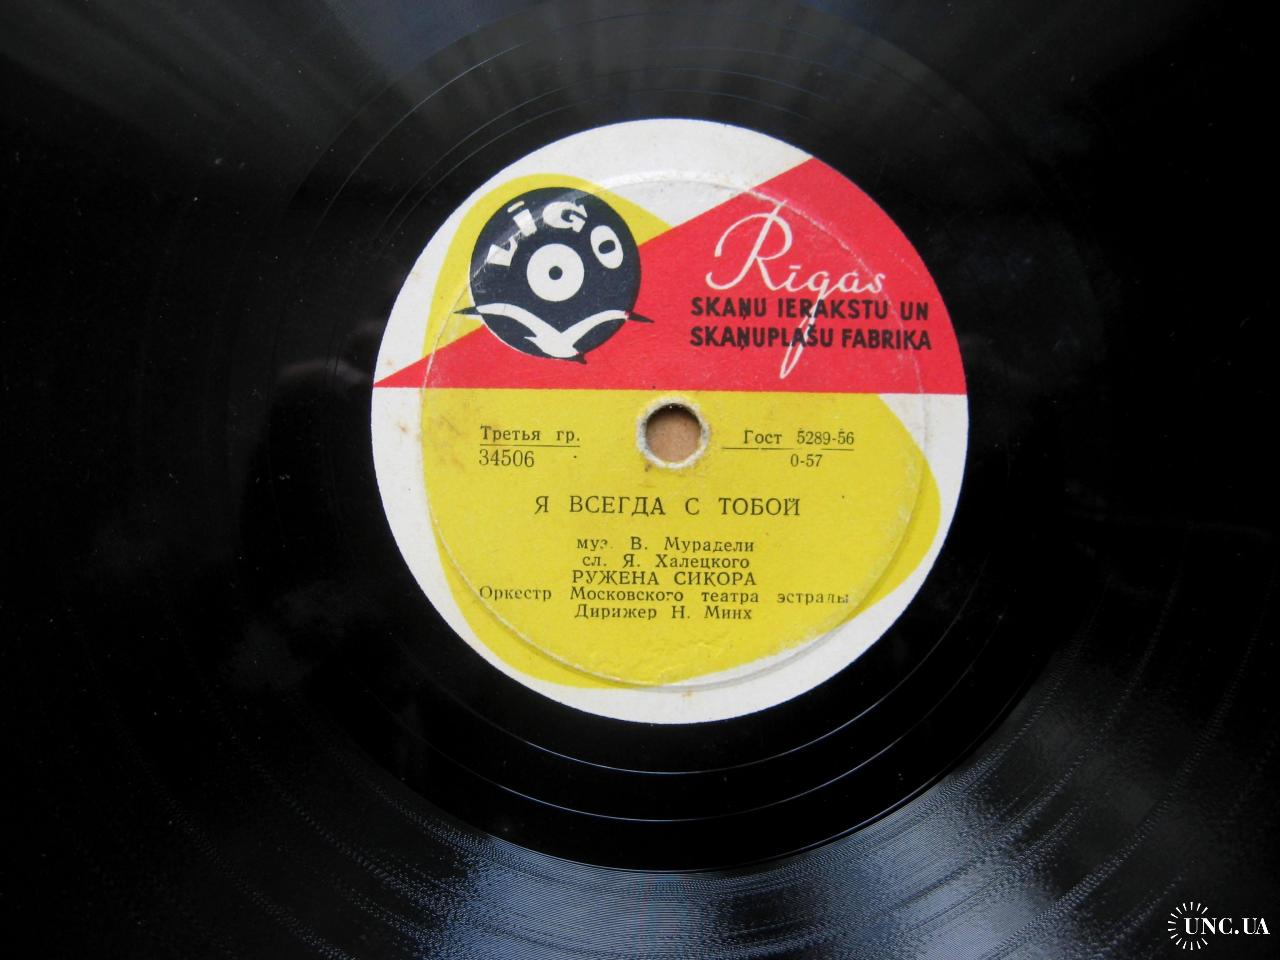 LĪGO
Rīgas
SKAŅU IERAKSTU UN
SKAŅUPLAŠU FABRIKA
Третья гр.
34506
Гост 5289-56
0-57
Я ВСЕГДА С ТОБОЙ
муз. В. Мурадели
сл. Я. Халецкого
РУЖЕНА СИКОРА
Оркестр Московского театра эстрады
Дирижер Н. Минх
UNC.UA